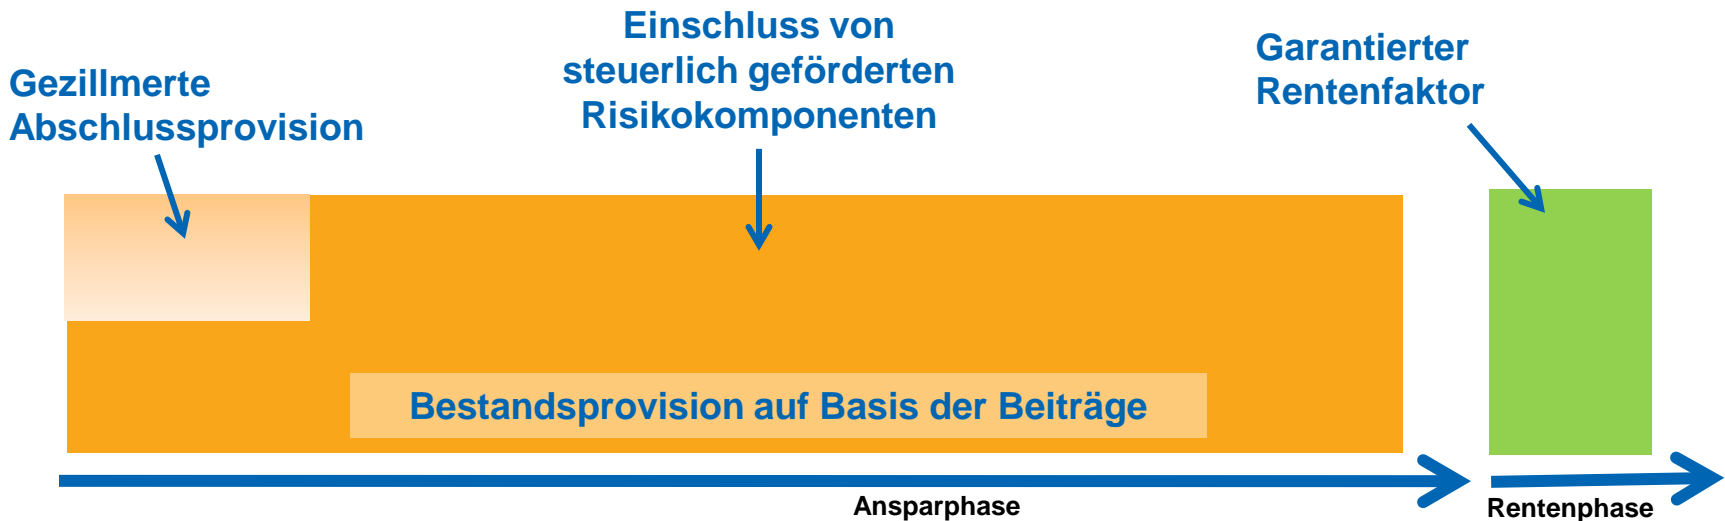 Gezillmerte
Abschlussprovision
Einschluss von
steuerlich geförderten
Risikokomponenten
Garantierter
Rentenfaktor
Bestandsprovision auf Basis der Beiträge
Ansparphase
Rentenphase